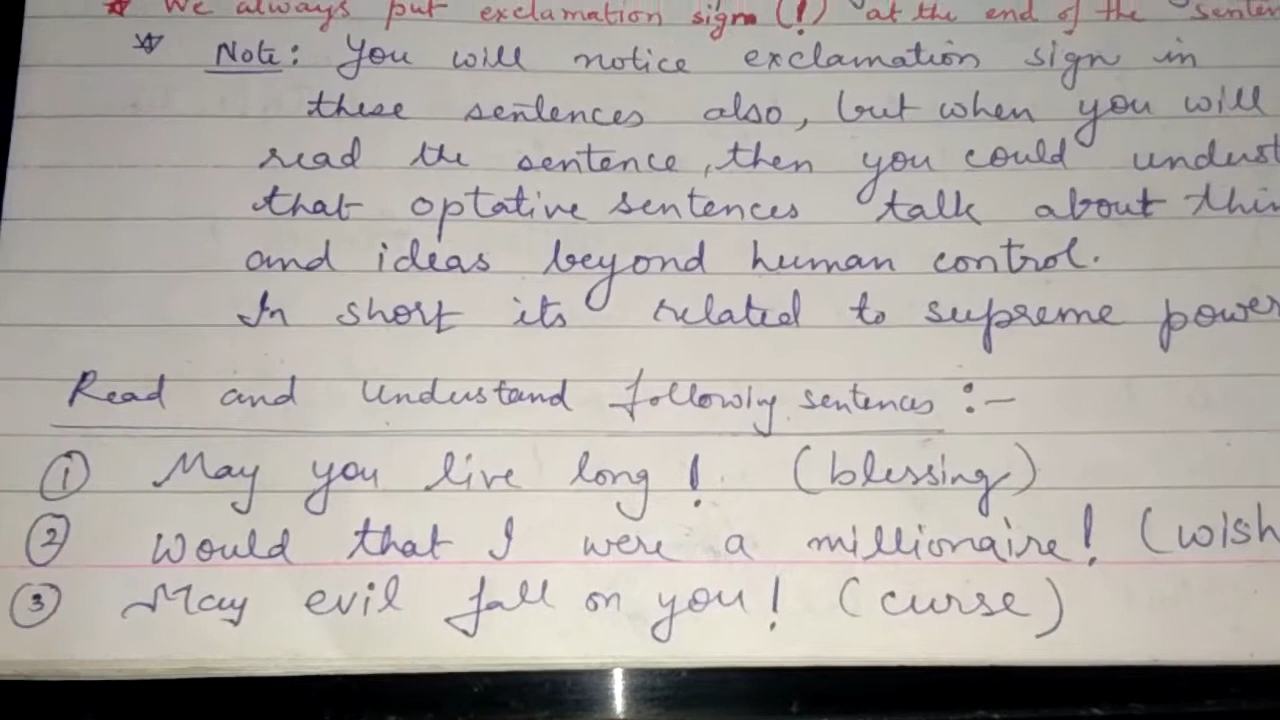 * We always put exclamation sign (!) at the end of the
* Note: You will notice exclamation sign in
these sentences also, but when you will
read the sentence, then you could
that optative sentences talk about
and ideas beyond human control.
In short its related to supreme power
Read and Understand following sentences :-
① May you live long! (blessing)
② Would that I were a millionaire! (wish
③ May evil fall on you! (curse)